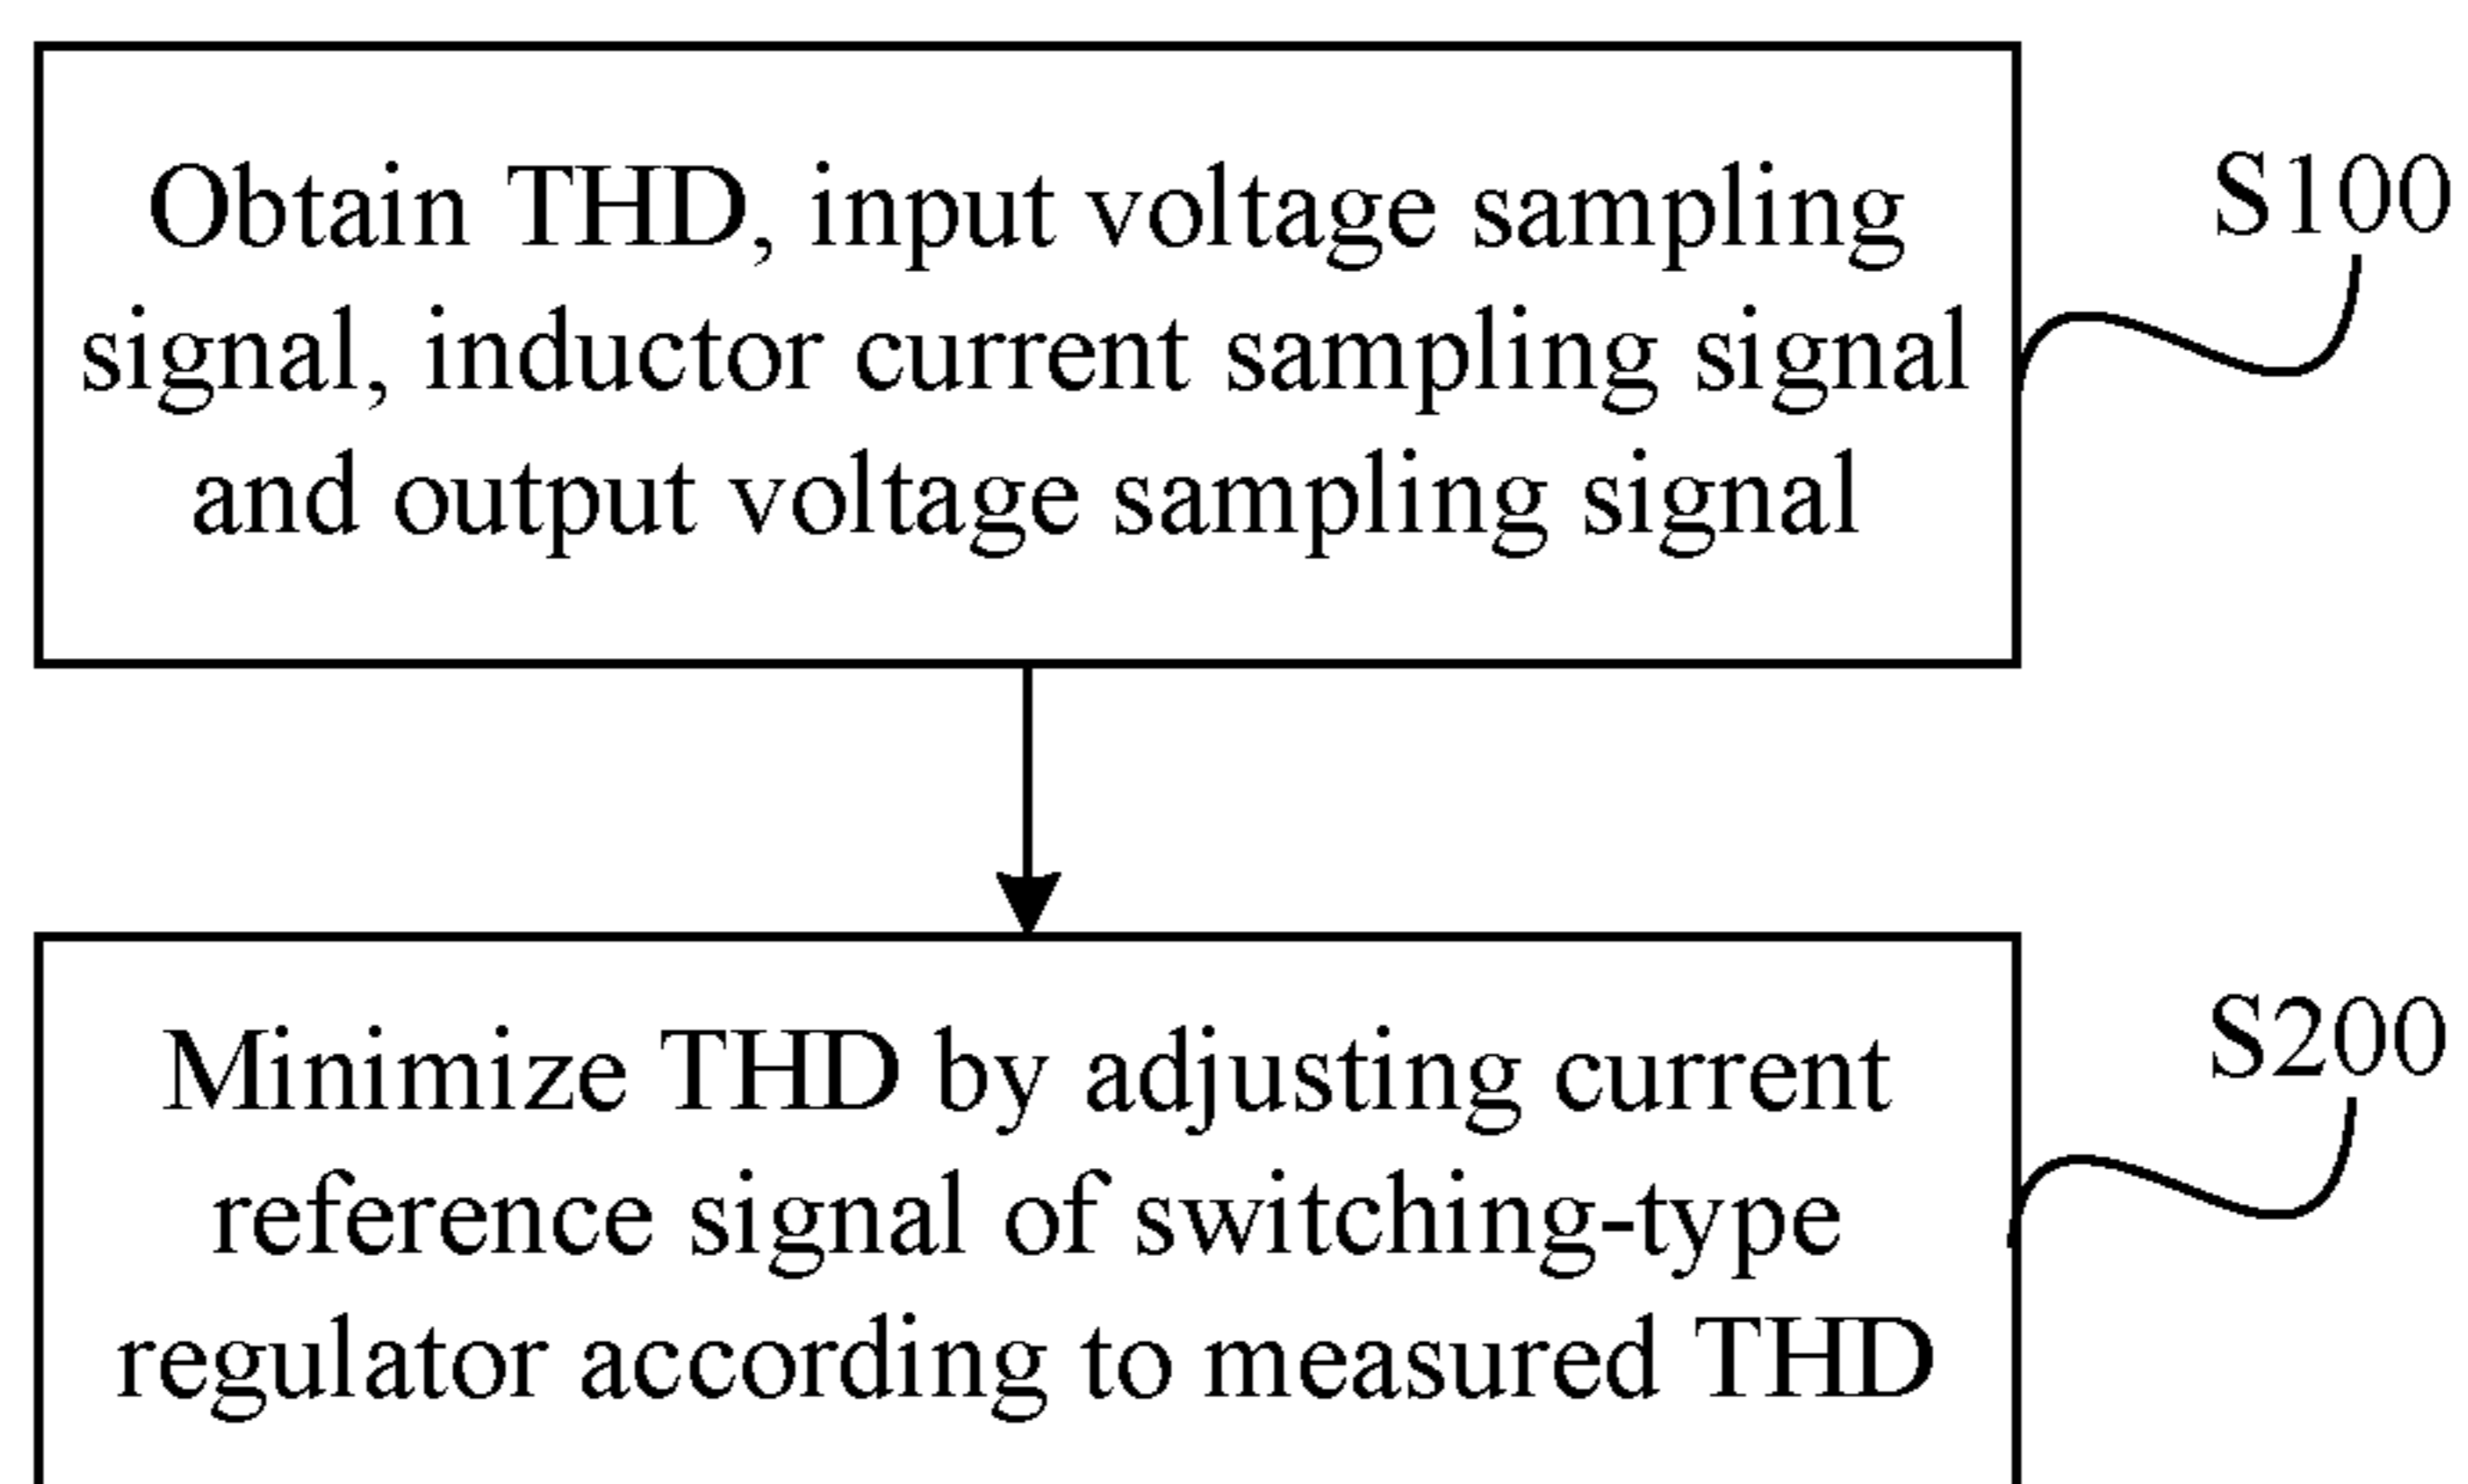 Obtain THD, input voltage sampling
signal, inductor current sampling signal
and output voltage sampling signal
S100
Minimize THD by adjusting current
reference signal of switching-type
regulator according to measured THD
S200